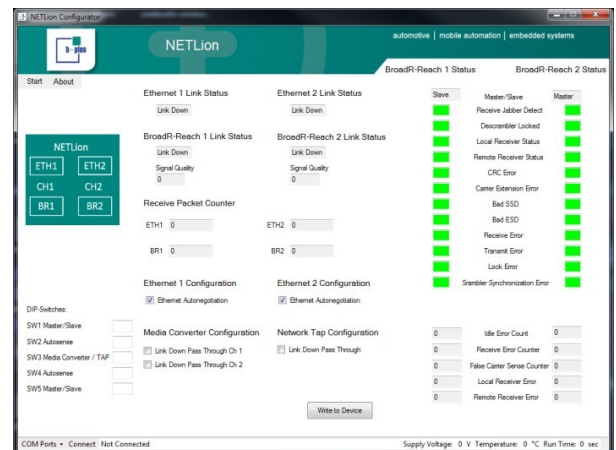 NETLion Configurator
b - plus
NETLion
automotive | mobile automation | embedded systems
BroadR-Reach 1 Status
BroadR-Reach 2 Status
Start About
Ethernet 1 Link Status
Link Down
Ethernet 2 Link Status
Link Down
BroadR-Reach 1 Link Status
Link Down
Signal Quality
0
BroadR-Reach 2 Link Status
Link Down
Signal Quality
0
NETLion
ETH1 ETH2
CH1 CH2
BR1 BR2
Receive Packet Counter
ETH1 0
ETH2 0
BR1 0
BR2 0
Ethernet 1 Configuration
Ethernet Autonegotiation
Ethernet 2 Configuration
Ethernet Autonegotiation
DIP-Switches:
SW1 Master/Slave
SW2 Autosense
SW3 Media Converter / TAP
SW4 Autosense
SW5 Master/Slave
Media Converter Configuration
Link Down Pass Through Ch 1
Link Down Pass Through Ch 2
Network Tap Configuration
Link Down Pass Through
Write to Device
Slave Master/Slave Master
Receive Jabber Detect
Descrambler Locked
Local Receiver Status
Remote Receiver Status
CRC Error
Carrier Extension Error
Bad SSD
Bad ESD
Receive Error
Transmit Error
Lock Error
Srambler Synchronization Error
0 Idle Error Count 0
0 Receive Error Counter 0
0 False Carrier Sense Counter 0
0 Local Receiver Error 0
0 Remote Receiver Error 0
COM Ports Connect Not Connected
Supply Voltage: 0 V Temperature: 0 °C Run Time: 0 sec